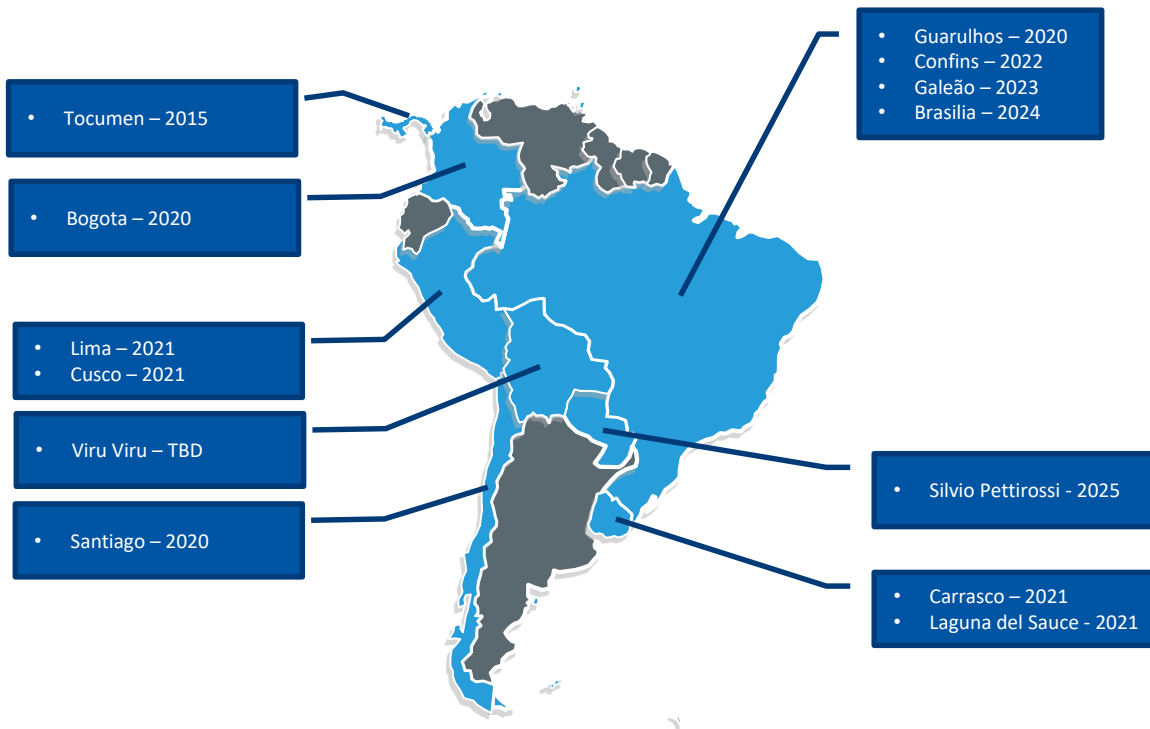 • Tocumen – 2015
• Bogota – 2020
• Lima – 2021
• Cusco – 2021
• Viru Viru – TBD
• Santiago – 2020
• Guarulhos – 2020
• Confins – 2022
• Galeão – 2023
• Brasilia – 2024
• Silvio Pettirossi - 2025
• Carrasco – 2021
• Laguna del Sauce - 2021